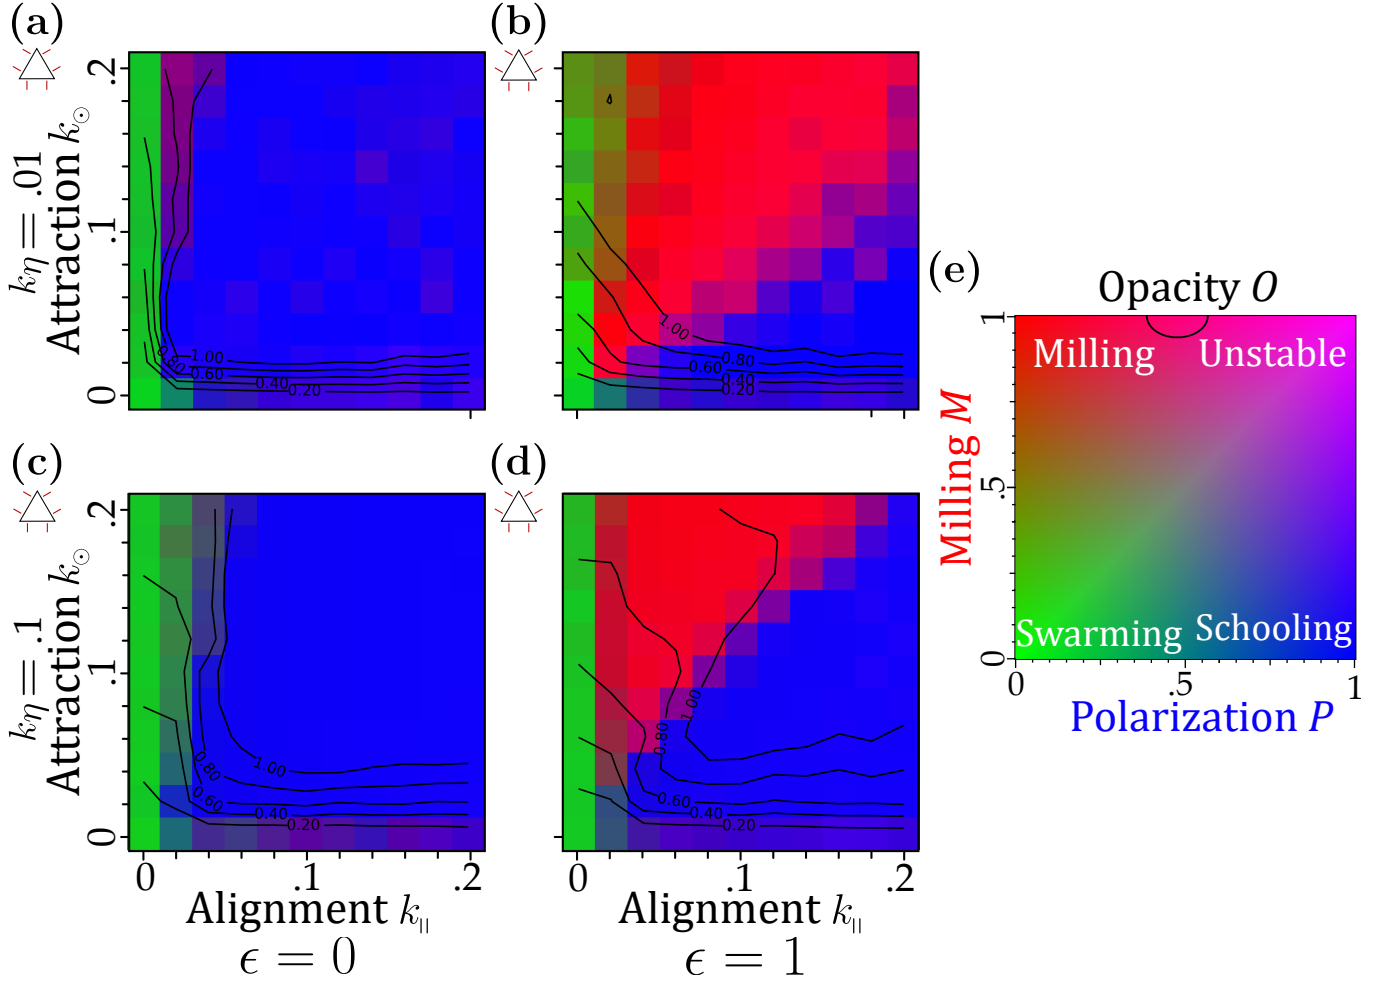 (a)
(b)
kη = .01
Attraction k⊙
.2
.1
0
1.00
0.80
0.60
0.40
0.20
1.00
0.80
0.60
0.40
0.20
(c)
(d)
kη = .1
Attraction k⊙
.2
.1
0
1.00
0.80
0.60
0.40
0.20
1.00
0.80
0.60
0.40
0.20
0 .1 .2
Alignment k||
ϵ = 0
0 .1 .2
Alignment k||
ϵ = 1
(e)
Opacity O
Milling M
1
.5
0
Milling Unstable
Swarming Schooling
0 .5 1
Polarization P